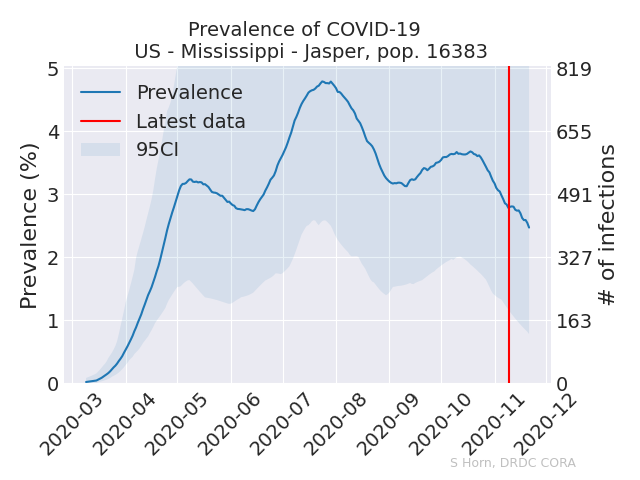 Prevalence of COVID-19
US - Mississippi - Jasper, pop. 16383
Prevalence
Latest data
95CI
Prevalence (%)
5
4
3
2
1
0
819
655
491
327
163
0
# of infections
2020-03
2020-04
2020-05
2020-06
2020-07
2020-08
2020-09
2020-10
2020-11
2020-12
S Horn, DRDC CORA